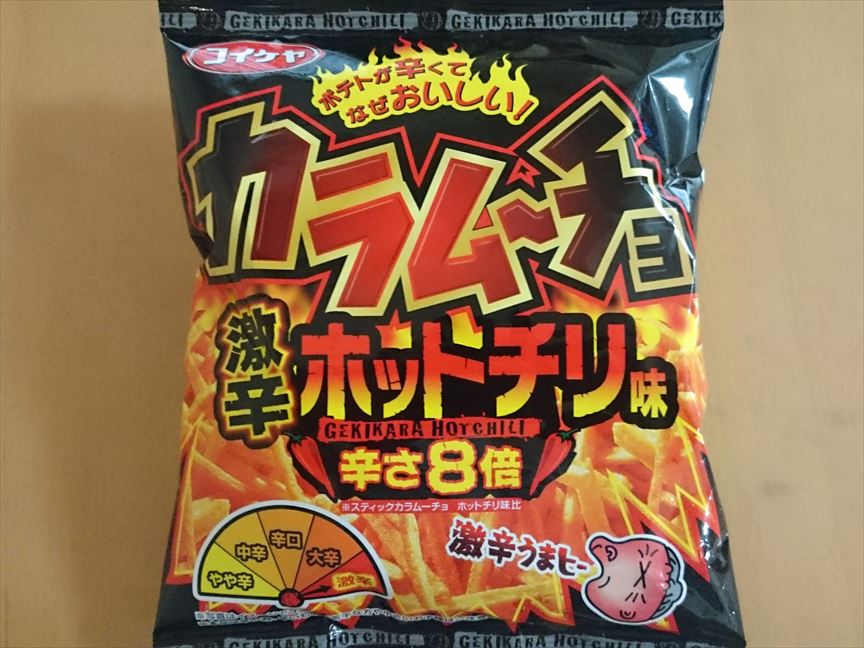 GEKIKARA HOTCHILI GEKIKARA HOTCHILI GEKIK
コイケヤ
ポテトが辛くて
なぜおいしい!
カラムーチョ
激辛
ホットチリ味
GEKIKARA HOTCHILI
辛さ8倍
※スティックカラムーチョ ホットチリ味比
やや辛
中辛
辛口
大辛
激辛
激辛うまヒー
GEKIKARA HOTCHILI GEKIKARA HOTCHILI